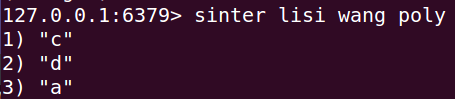 127.0.0.1:6379> sinter lisi wang poly
1) "c"
2) "d"
3) "a"